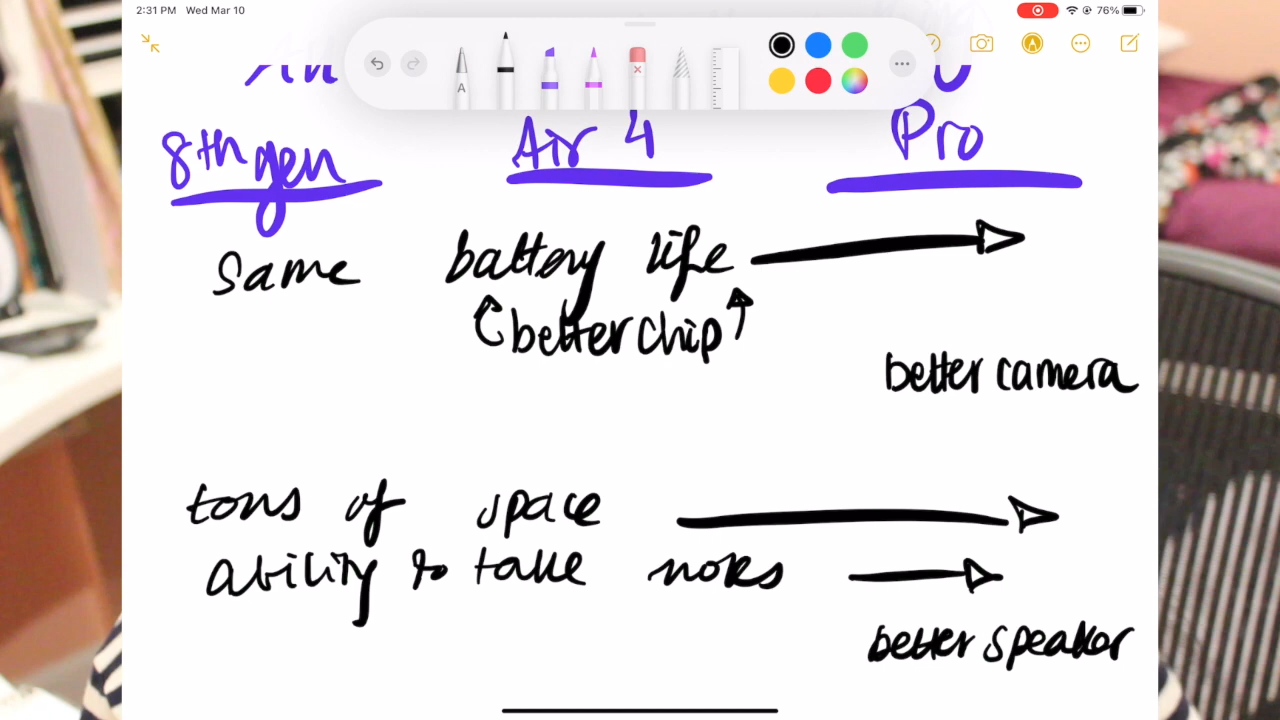 2:31 PM Wed Mar 10
76%
A
8th gen Air 4 Pro
same battery life
better chip
better camera
tons of space
ability to take notes
better speaker